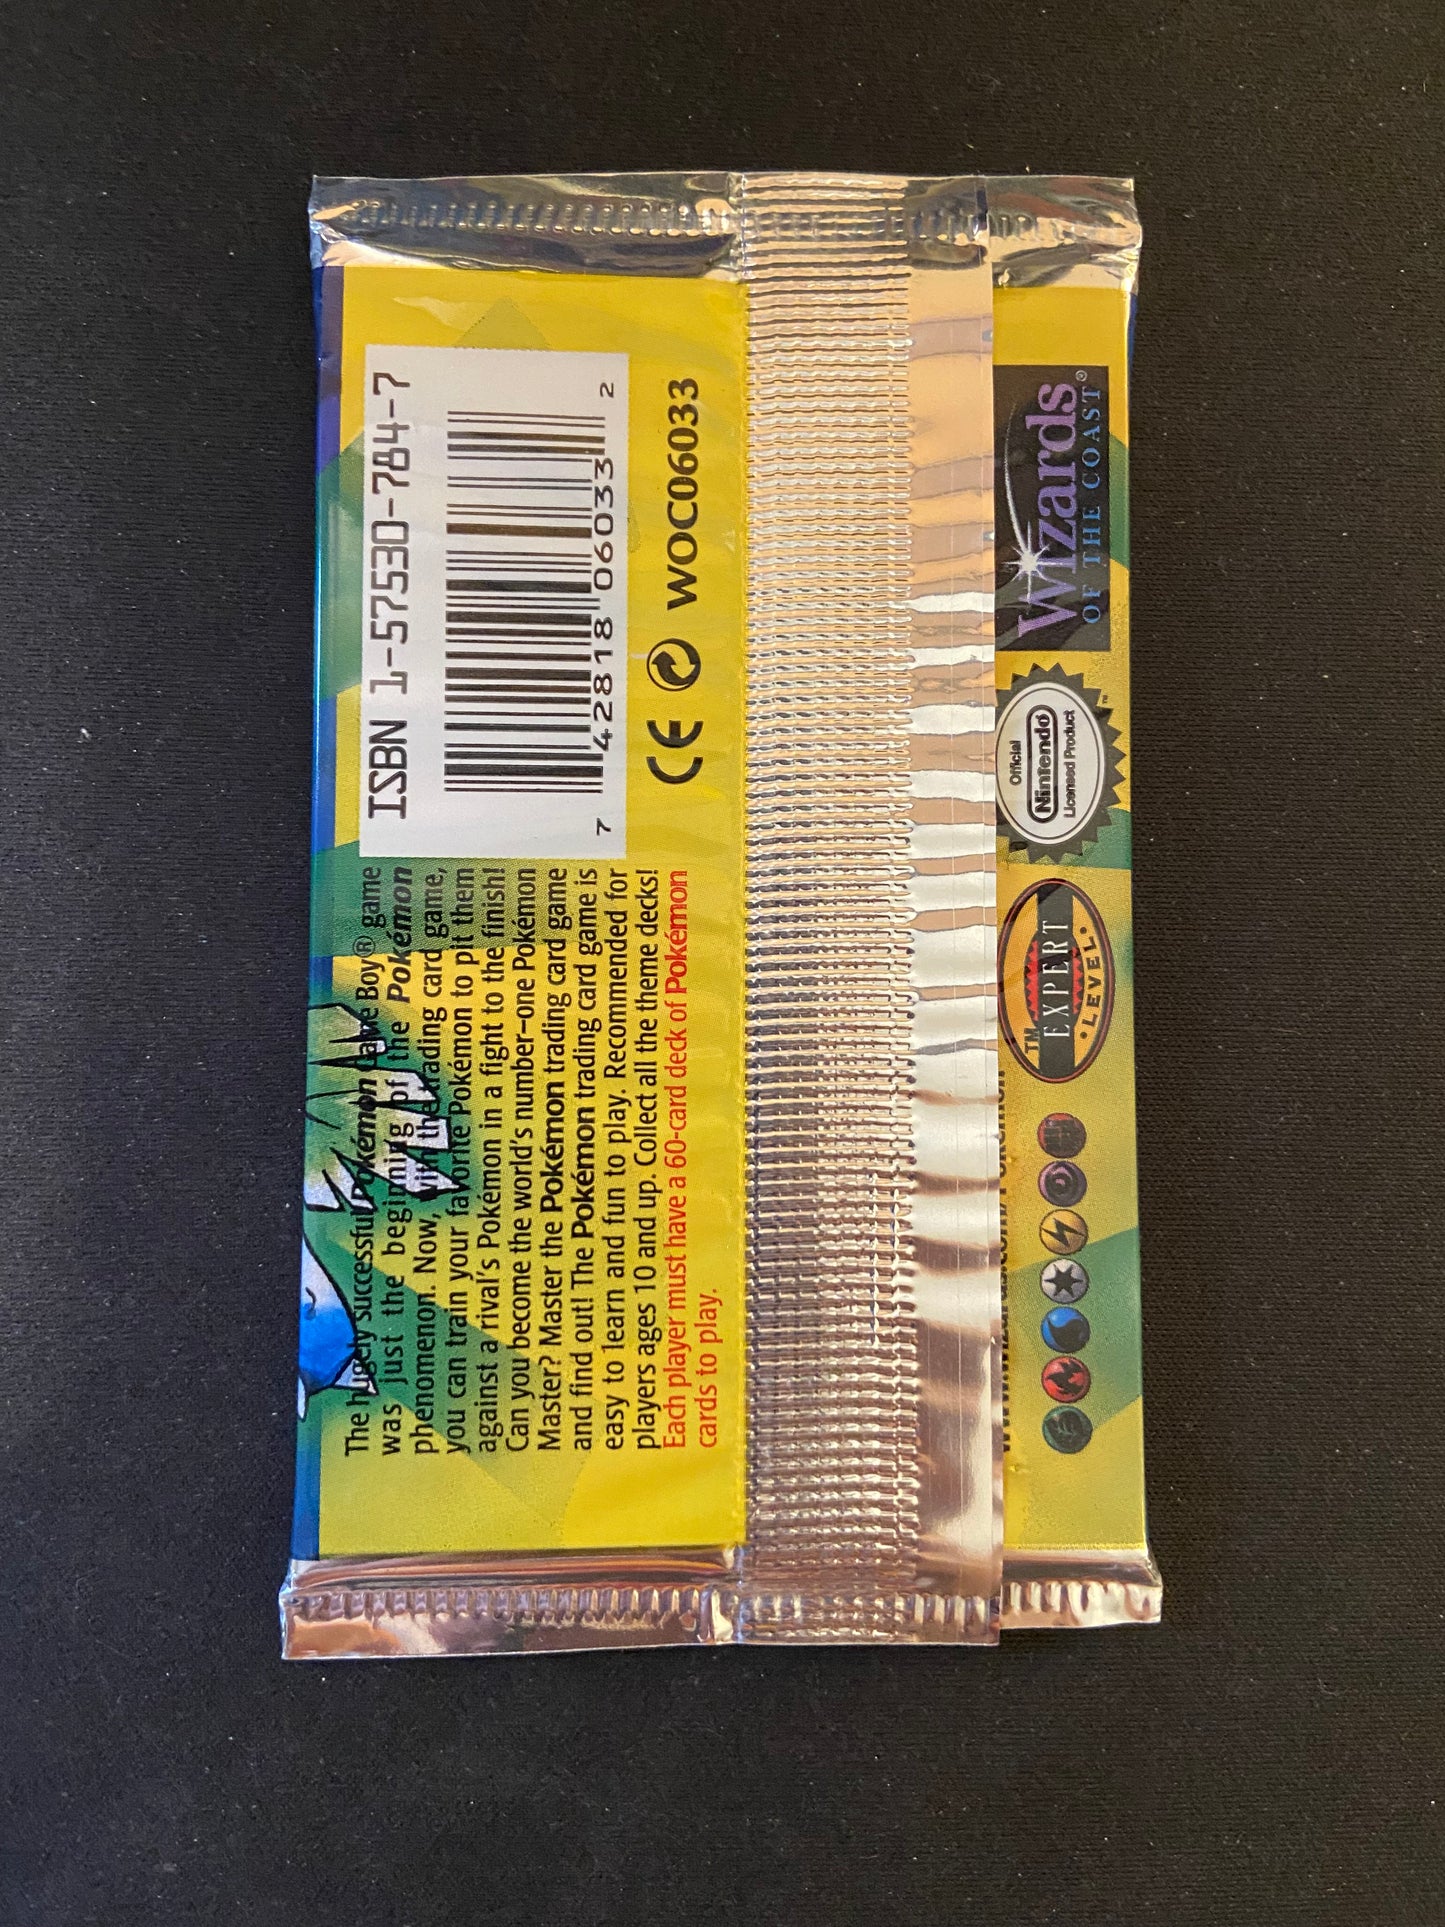 The hugely successful Pokémon Game Boy® game
was just the beginning of the Pokémon
phenomenon. Now, with the trading card game,
you can train your favorite Pokémon to pit them
against a rival's Pokémon in a fight to the finish!
Can you become the world's number-one Pokémon
Master? Master the Pokémon trading card game
and find out! The Pokémon trading card game is
easy to learn and fun to play. Recommended for
players ages 10 and up. Collect all the theme decks!
Each player must have a 60-card deck of Pokémon
cards to play.
ISBN 1-57530-784-7
7 42818 06033 2
CE WOC06033
TM EXPERT
•LEVEL•
Official
Nintendo
Licensed Product
™
Wizards®
OF THE COAST